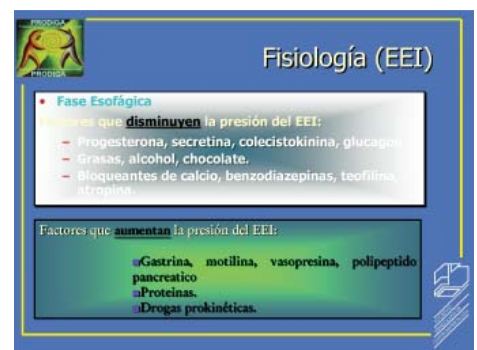 PRODIGA
PRODIGA
Fisiología (EEI)
• Fase Esofágica
Factores que disminuyen la presión del EEI:
– Progesterona, secretina, colecistokinina, glucagon.
– Grasas, alcohol, chocolate.
– Bloqueantes de calcio, benzodiazepinas, teofilina,
atropina.
Factores que aumentan la presión del EEI:
Gastrina, motilina, vasopresina, polipeptido
pancreatico
Proteinas.
Drogas prokinéticas.